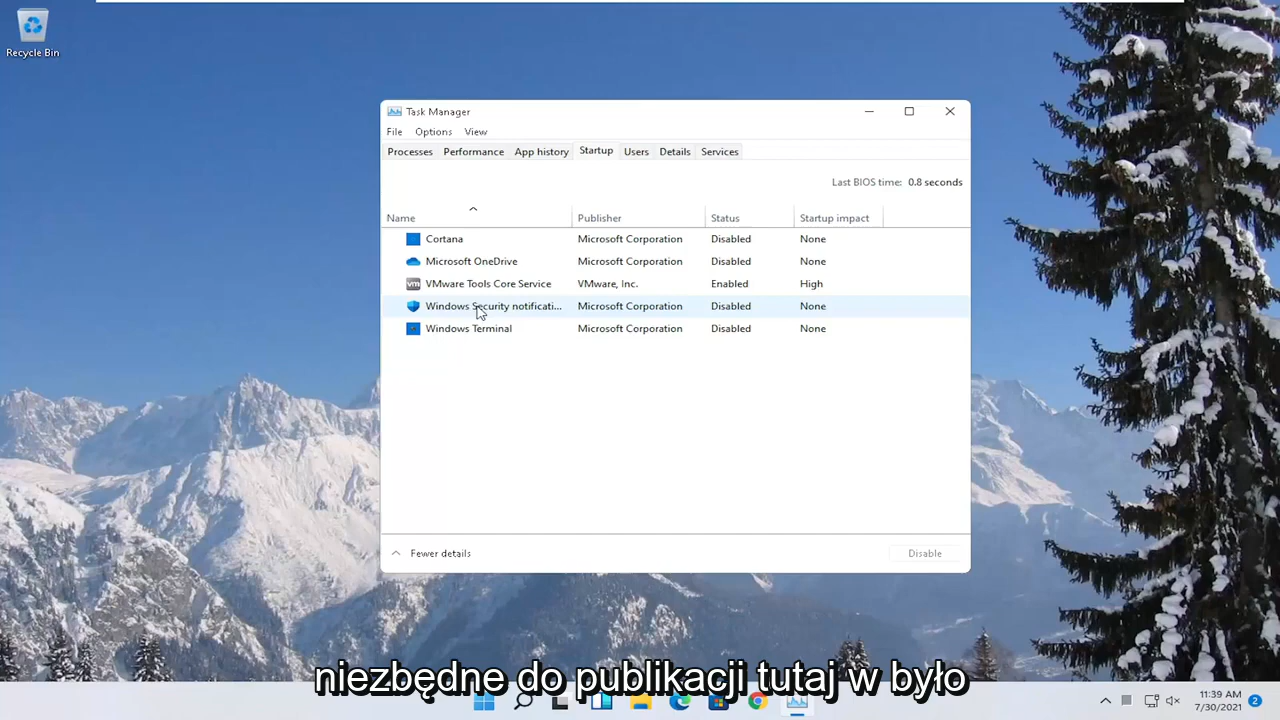 Recycle Bin
Task Manager
File Options View
Processes Performance App history Startup Users Details Services
Last BIOS time: 0.8 seconds
Name Publisher Status Startup impact
Cortana Microsoft Corporation Disabled None
Microsoft OneDrive Microsoft Corporation Disabled None
vm VMware Tools Core Service VMware, Inc. Enabled High
Windows Security notificati... Microsoft Corporation Disabled None
Windows Terminal Microsoft Corporation Disabled None
Fewer details Disable
niezbędne do publikacji tutaj w było
11:39 AM
7/30/2021 2